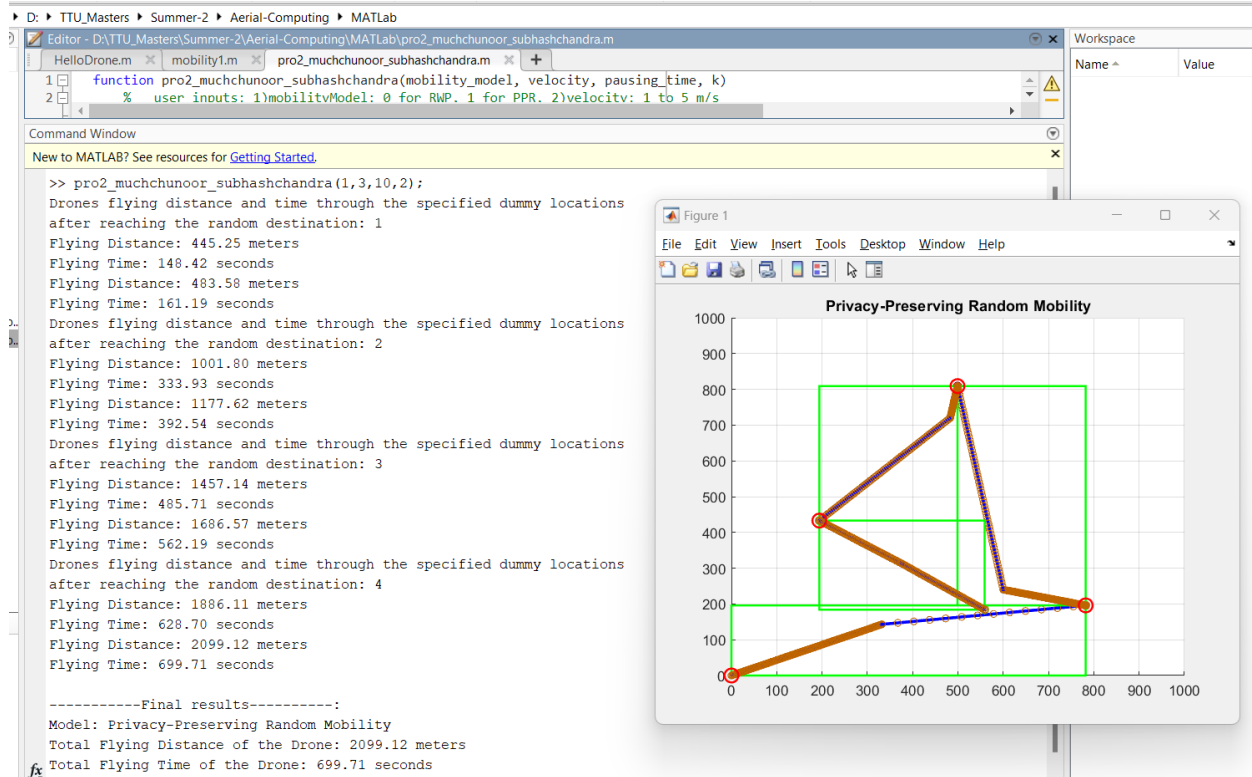 D: ▸ TTU_Masters ▸ Summer-2 ▸ Aerial-Computing ▸ MATLab
Editor - D:\TTU_Masters\Summer-2\Aerial-Computing\MATLab\pro2_muchchunoor_subhashchandra.m
HelloDrone.m mobility1.m pro2_muchchunoor_subhashchandra.m
1 function pro2_muchchunoor_subhashchandra(mobility_model, velocity, pausing_time, k)
2 % user inputs: 1)mobilityModel: 0 for RWP, 1 for PPR, 2)velocity: 1 to 5 m/s
Command Window
New to MATLAB? See resources for Getting Started.
>> pro2_muchchunoor_subhashchandra(1,3,10,2);
Drones flying distance and time through the specified dummy locations
after reaching the random destination: 1
Flying Distance: 445.25 meters
Flying Time: 148.42 seconds
Flying Distance: 483.58 meters
Flying Time: 161.19 seconds
Drones flying distance and time through the specified dummy locations
after reaching the random destination: 2
Flying Distance: 1001.80 meters
Flying Time: 333.93 seconds
Flying Distance: 1177.62 meters
Flying Time: 392.54 seconds
Drones flying distance and time through the specified dummy locations
after reaching the random destination: 3
Flying Distance: 1457.14 meters
Flying Time: 485.71 seconds
Flying Distance: 1686.57 meters
Flying Time: 562.19 seconds
Drones flying distance and time through the specified dummy locations
after reaching the random destination: 4
Flying Distance: 1886.11 meters
Flying Time: 628.70 seconds
Flying Distance: 2099.12 meters
Flying Time: 699.71 seconds
-----------Final results----------:
Model: Privacy-Preserving Random Mobility
Total Flying Distance of the Drone: 2099.12 meters
fx Total Flying Time of the Drone: 699.71 seconds
Workspace
Name Value
Figure 1
File Edit View Insert Tools Desktop Window Help
Privacy-Preserving Random Mobility
1000
900
800
700
600
500
400
300
200
100
0
0 100 200 300 400 500 600 700 800 900 1000